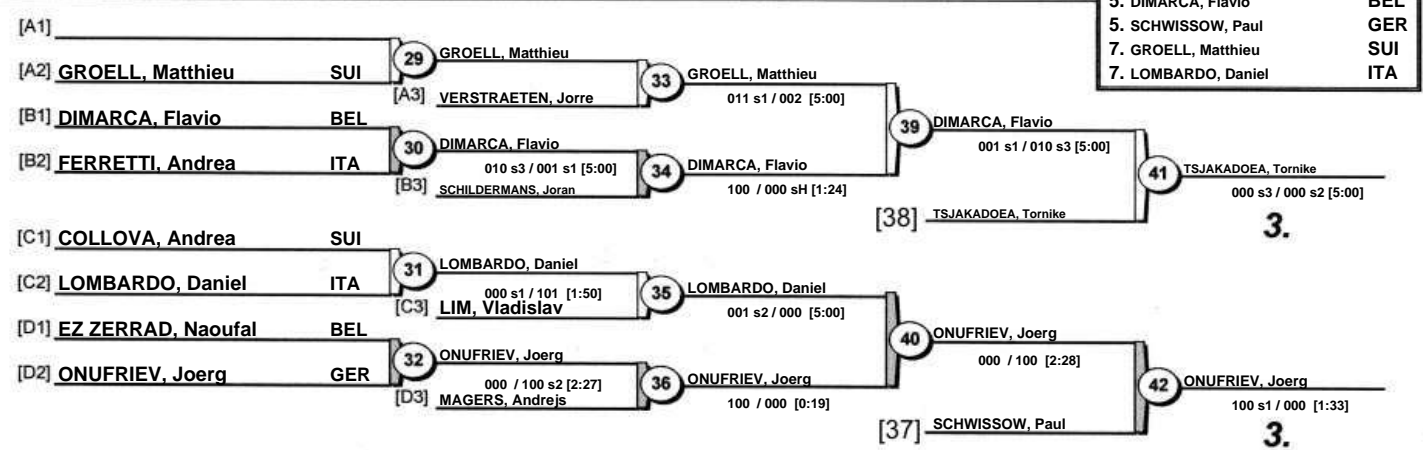 5. DIMARCA, Flavio BEL
5. SCHWISSOW, Paul GER
7. GROELL, Matthieu SUI
7. LOMBARDO, Daniel ITA
[A1]
[A2] GROELL, Matthieu SUI
29
GROELL, Matthieu
[A3] VERSTRAETEN, Jorre
33
GROELL, Matthieu
011 s1 / 002 [5:00]
[B1] DIMARCA, Flavio BEL
[B2] FERRETTI, Andrea ITA
30
DIMARCA, Flavio
010 s3 / 001 s1 [5:00]
[B3] SCHILDERMANS, Joran
34
DIMARCA, Flavio
100 / 000 sH [1:24]
39
DIMARCA, Flavio
001 s1 / 010 s3 [5:00]
[38] TSJAKADOEA, Tornike
41
TSJAKADOEA, Tornike
000 s3 / 000 s2 [5:00]
3.
[C1] COLLOVA, Andrea SUI
[C2] LOMBARDO, Daniel ITA
31
LOMBARDO, Daniel
000 s1 / 101 [1:50]
[C3] LIM, Vladislav
35
LOMBARDO, Daniel
001 s2 / 000 [5:00]
[D1] EZ ZERRAD, Naoufal BEL
[D2] ONUFRIEV, Joerg GER
32
ONUFRIEV, Joerg
000 / 100 s2 [2:27]
[D3] MAGERS, Andrejs
36
ONUFRIEV, Joerg
100 / 000 [0:19]
40
ONUFRIEV, Joerg
000 / 100 [2:28]
[37] SCHWISSOW, Paul
42
ONUFRIEV, Joerg
100 s1 / 000 [1:33]
3.